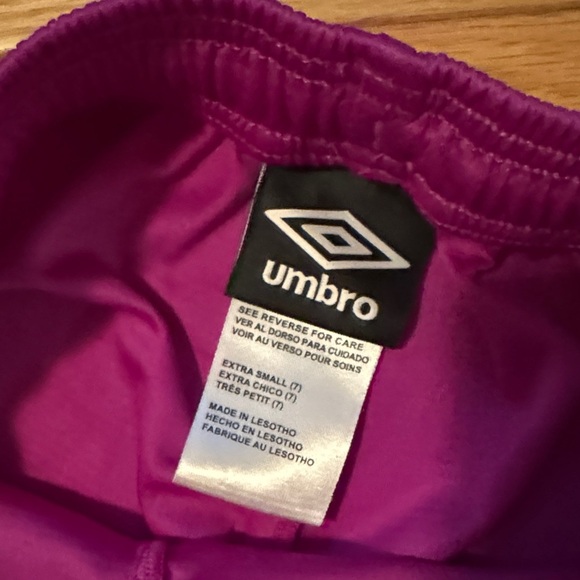 umbro
SEE REVERSE FOR CARE
VER AL DORSO PARA CUIDADO
VOIR AU VERSO POUR SOINS
EXTRA SMALL (7)
EXTRA CHICO (7)
TRÉS PETIT (7)
MADE IN LESOTHO
HECHO EN LESOTHO
FABRIQUE AU LESOTHO